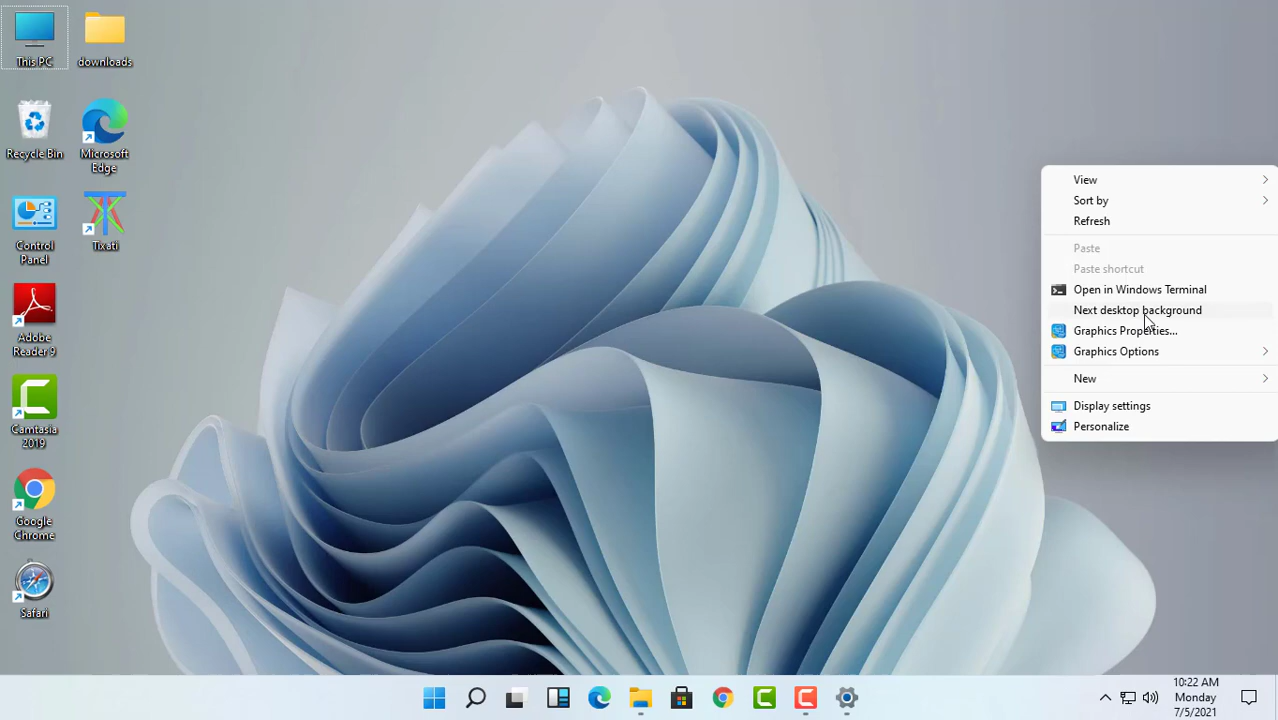 This PC
downloads
Recycle Bin
Microsoft
Edge
Control
Panel
Tixati
Adobe
Reader 9
Camtasia
2019
Google
Chrome
Safari
View
Sort by
Refresh
Paste
Paste shortcut
Open in Windows Terminal
Next desktop background
Graphics Properties...
Graphics Options
New
Display settings
Personalize
10:22 AM
Monday
7/5/2021